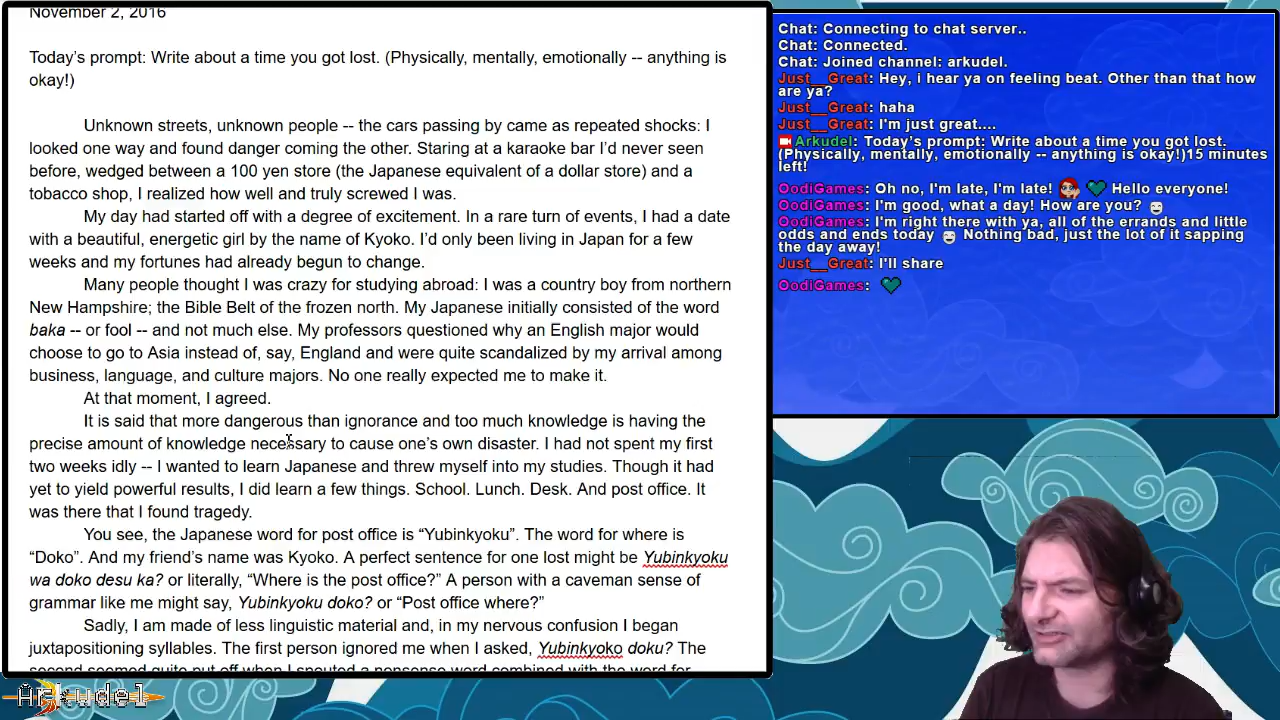 November 2, 2016
Today's prompt: Write about a time you got lost. (Physically, mentally, emotionally -- anything is
okay!)
Unknown streets, unknown people -- the cars passing by came as repeated shocks: I
looked one way and found danger coming the other. Staring at a karaoke bar I'd never seen
before, wedged between a 100 yen store (the Japanese equivalent of a dollar store) and a
tobacco shop, I realized how well and truly screwed I was.
My day had started off with a degree of excitement. In a rare turn of events, I had a date
with a beautiful, energetic girl by the name of Kyoko. I'd only been living in Japan for a few
weeks and my fortunes had already begun to change.
Many people thought I was crazy for studying abroad: I was a country boy from northern
New Hampshire; the Bible Belt of the frozen north. My Japanese initially consisted of the word
baka -- or fool -- and not much else. My professors questioned why an English major would
choose to go to Asia instead of, say, England and were quite scandalized by my arrival among
business, language, and culture majors. No one really expected me to make it.
At that moment, I agreed.
It is said that more dangerous than ignorance and too much knowledge is having the
precise amount of knowledge necessary to cause one's own disaster. I had not spent my first
two weeks idly -- I wanted to learn Japanese and threw myself into my studies. Though it had
yet to yield powerful results, I did learn a few things. School. Lunch. Desk. And post office. It
was there that I found tragedy.
You see, the Japanese word for post office is “Yubinkyoku”. The word for where is
“Doko”. And my friend's name was Kyoko. A perfect sentence for one lost might be Yubinkyoku
wa doko desu ka? or literally, “Where is the post office?” A person with a caveman sense of
grammar like me might say, Yubinkyoku doko? or “Post office where?”
Sadly, I am made of less linguistic material and, in my nervous confusion I began
juxtapositioning syllables. The first person ignored me when I asked, Yubinkyoko doku? The
second seemed quite put off when I spouted a nonsense word combined with the word for
Chat: Connecting to chat server..
Chat: Connected.
Chat: Joined channel: arkudel.
Just__Great: Hey, i hear ya on feeling beat. Other than that how
are ya?
Just__Great: haha
Just__Great: I'm just great....
Arkudel: Today's prompt: Write about a time you got lost.
(Physically, mentally, emotionally -- anything is okay!)15 minutes
left!
OodiGames: Oh no, I'm late, I'm late! Hello everyone!
OodiGames: I'm good, what a day! How are you?
OodiGames: I'm right there with ya, all of the errands and little
odds and ends today Nothing bad, just the lot of it sapping
the day away!
Just__Great: I'll share
OodiGames:
Arkudel